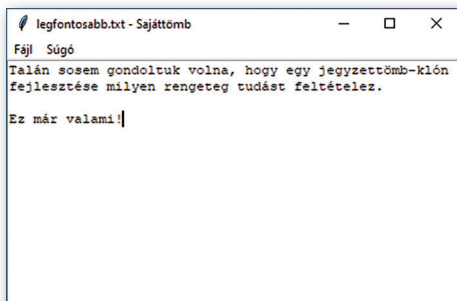 legfontosabb.txt - Sajáttömb
Fájl Súgó
Talán sosem gondoltuk volna, hogy egy jegyzettömb-klón
fejlesztése milyen rengeteg tudást feltételez.
Ez már valami!